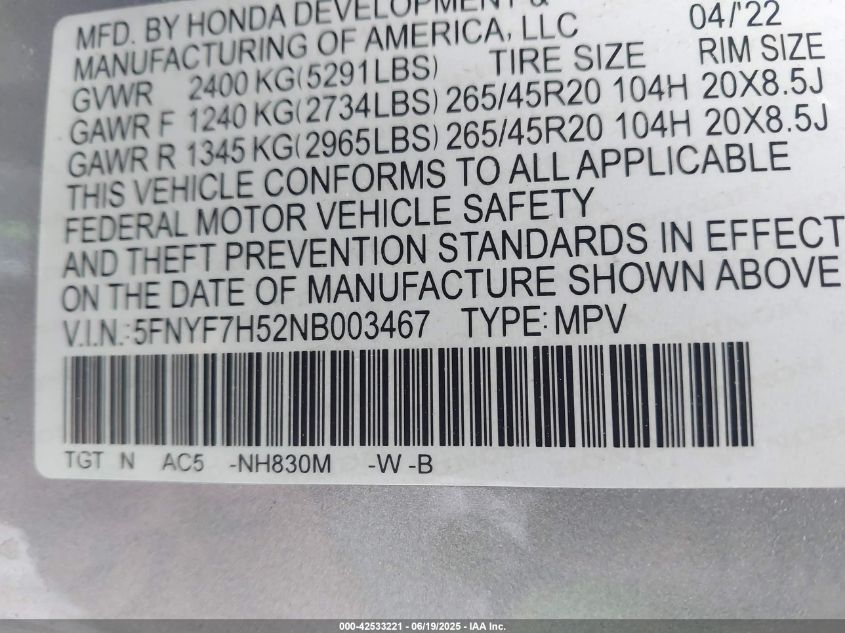 MFD. BY HONDA DEVELOPMENT &
MANUFACTURING OF AMERICA, LLC 04/'22
GVWR 2400 KG(5291LBS) TIRE SIZE RIM SIZE
GAWR F 1240 KG(2734LBS) 265/45R20 104H 20X8.5J
GAWR R 1345 KG(2965LBS) 265/45R20 104H 20X8.5J
THIS VEHICLE CONFORMS TO ALL APPLICABLE
FEDERAL MOTOR VEHICLE SAFETY
AND THEFT PREVENTION STANDARDS IN EFFECT
ON THE DATE OF MANUFACTURE SHOWN ABOVE
V.I.N.: 5FNYF7H52NB003467 TYPE: MPV
TGT N AC5 -NH830M -W -B
000-42533221 - 06/19/2025 - IAA Inc.